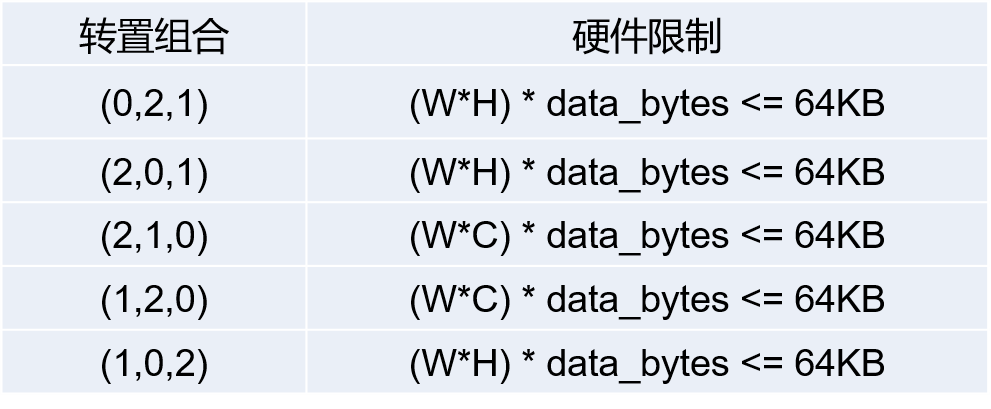 转置组合 硬件限制
(0,2,1) (W*H) * data_bytes <= 64KB
(2,0,1) (W*H) * data_bytes <= 64KB
(2,1,0) (W*C) * data_bytes <= 64KB
(1,2,0) (W*C) * data_bytes <= 64KB
(1,0,2) (W*H) * data_bytes <= 64KB